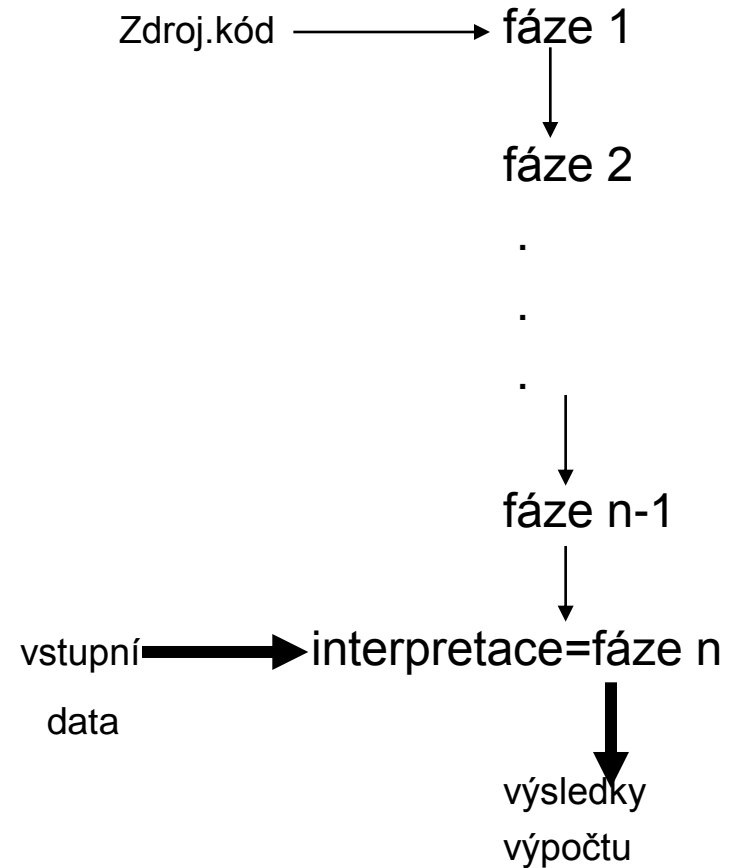 Zdroj.kód fáze 1
fáze 2
.
.
.
fáze n-1
vstupní interpretace=fáze n
data
výsledky
výpočtu